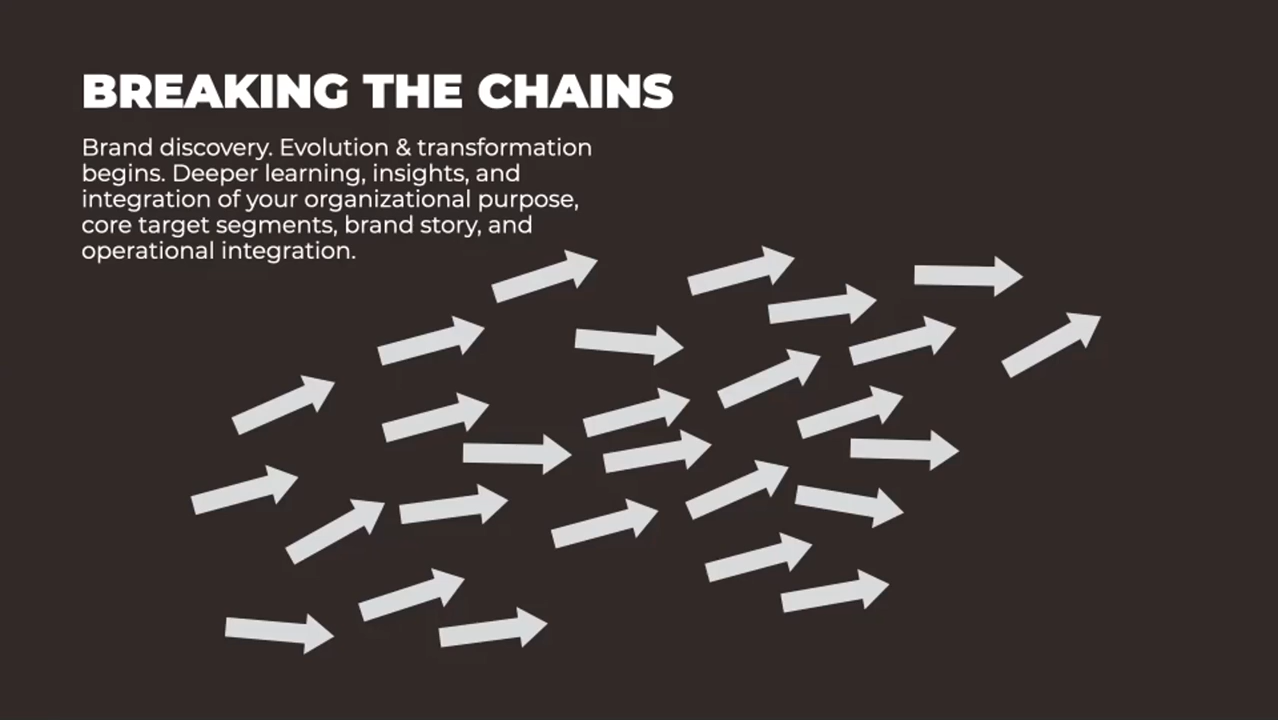 BREAKING THE CHAINS
Brand discovery. Evolution & transformation
begins. Deeper learning, insights, and
integration of your organizational purpose,
core target segments, brand story, and
operational integration.